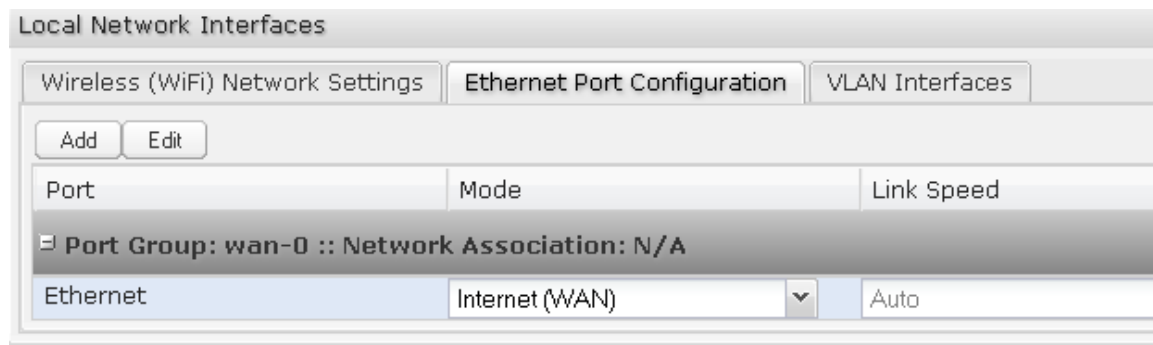 Local Network Interfaces
Wireless (WiFi) Network Settings Ethernet Port Configuration VLAN Interfaces
Add Edit
Port Mode Link Speed
Port Group: wan-0 :: Network Association: N/A
Ethernet Internet (WAN) Auto